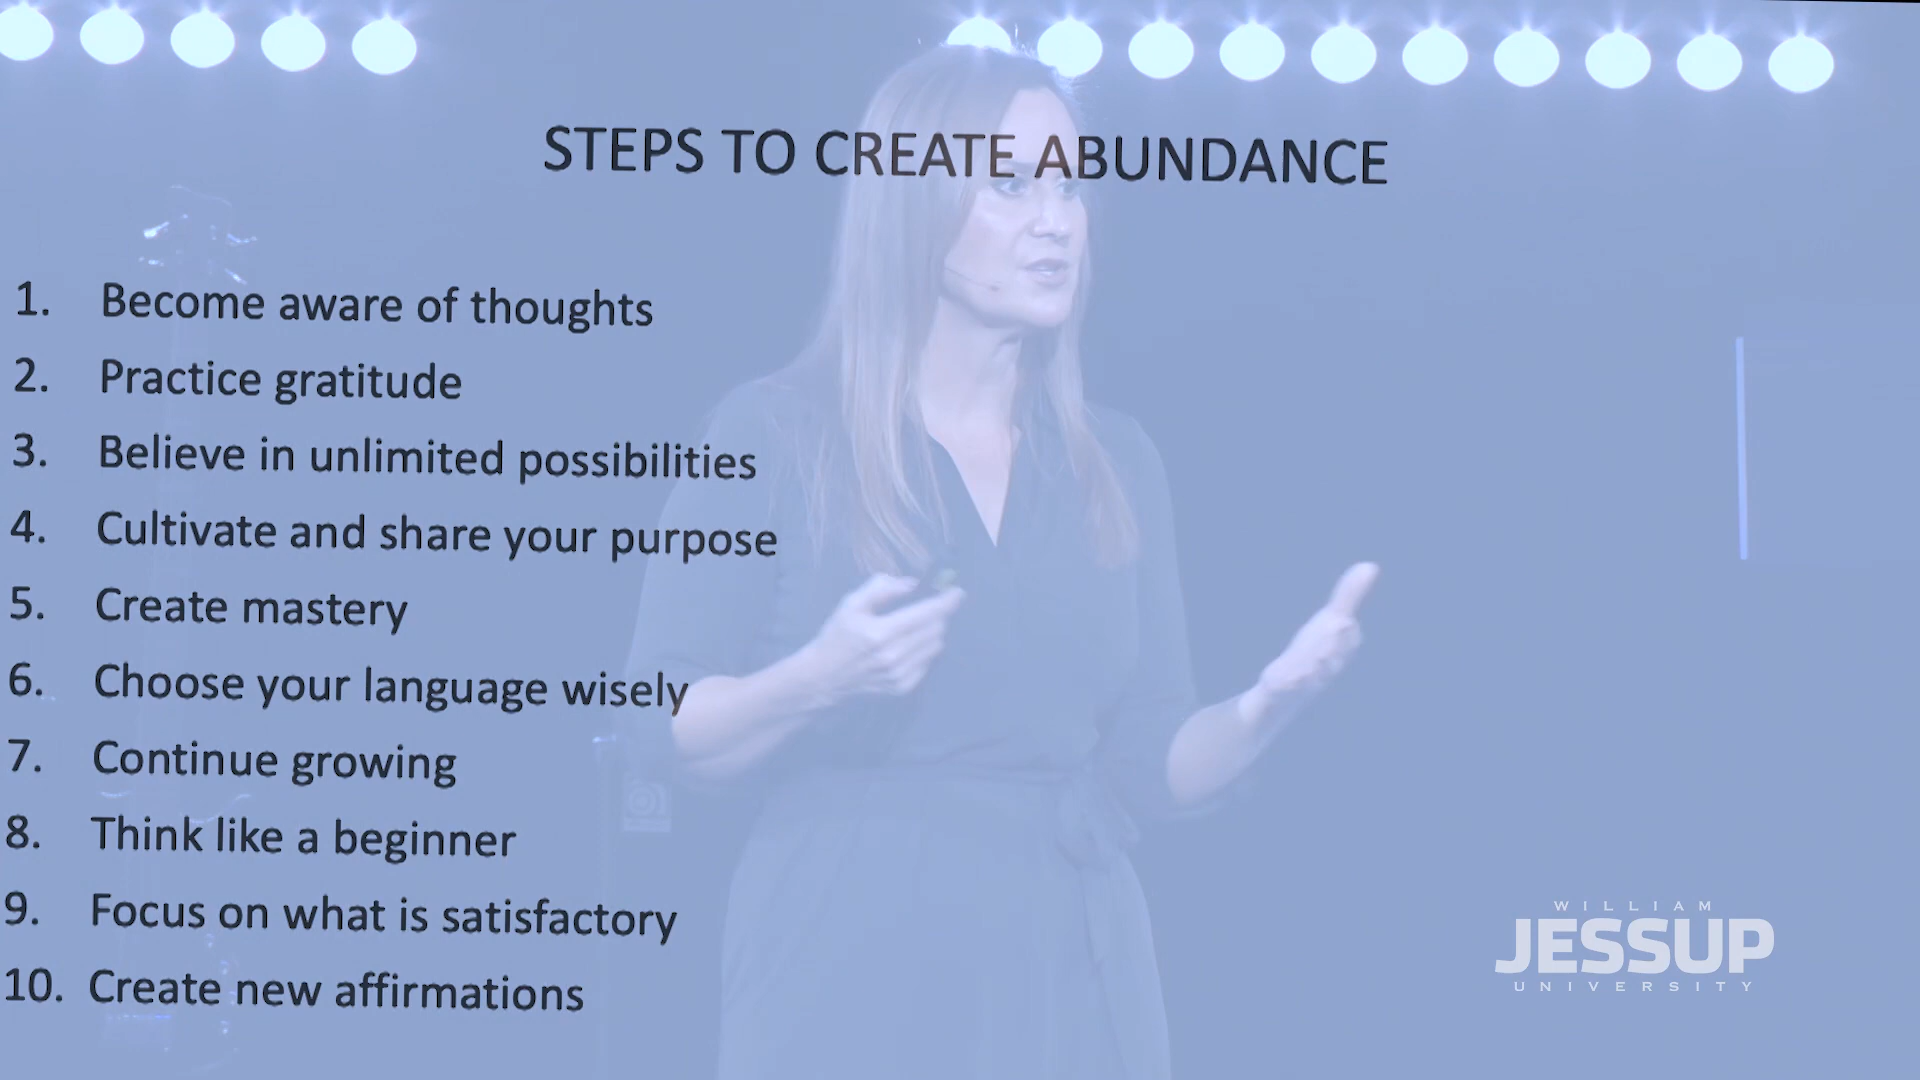 STEPS TO CREATE ABUNDANCE
1. Become aware of thoughts
2. Practice gratitude
3. Believe in unlimited possibilities
4. Cultivate and share your purpose
5. Create mastery
6. Choose your language wisely
7. Continue growing
8. Think like a beginner
9. Focus on what is satisfactory
10. Create new affirmations
WILLIAM
JESSUP
UNIVERSITY